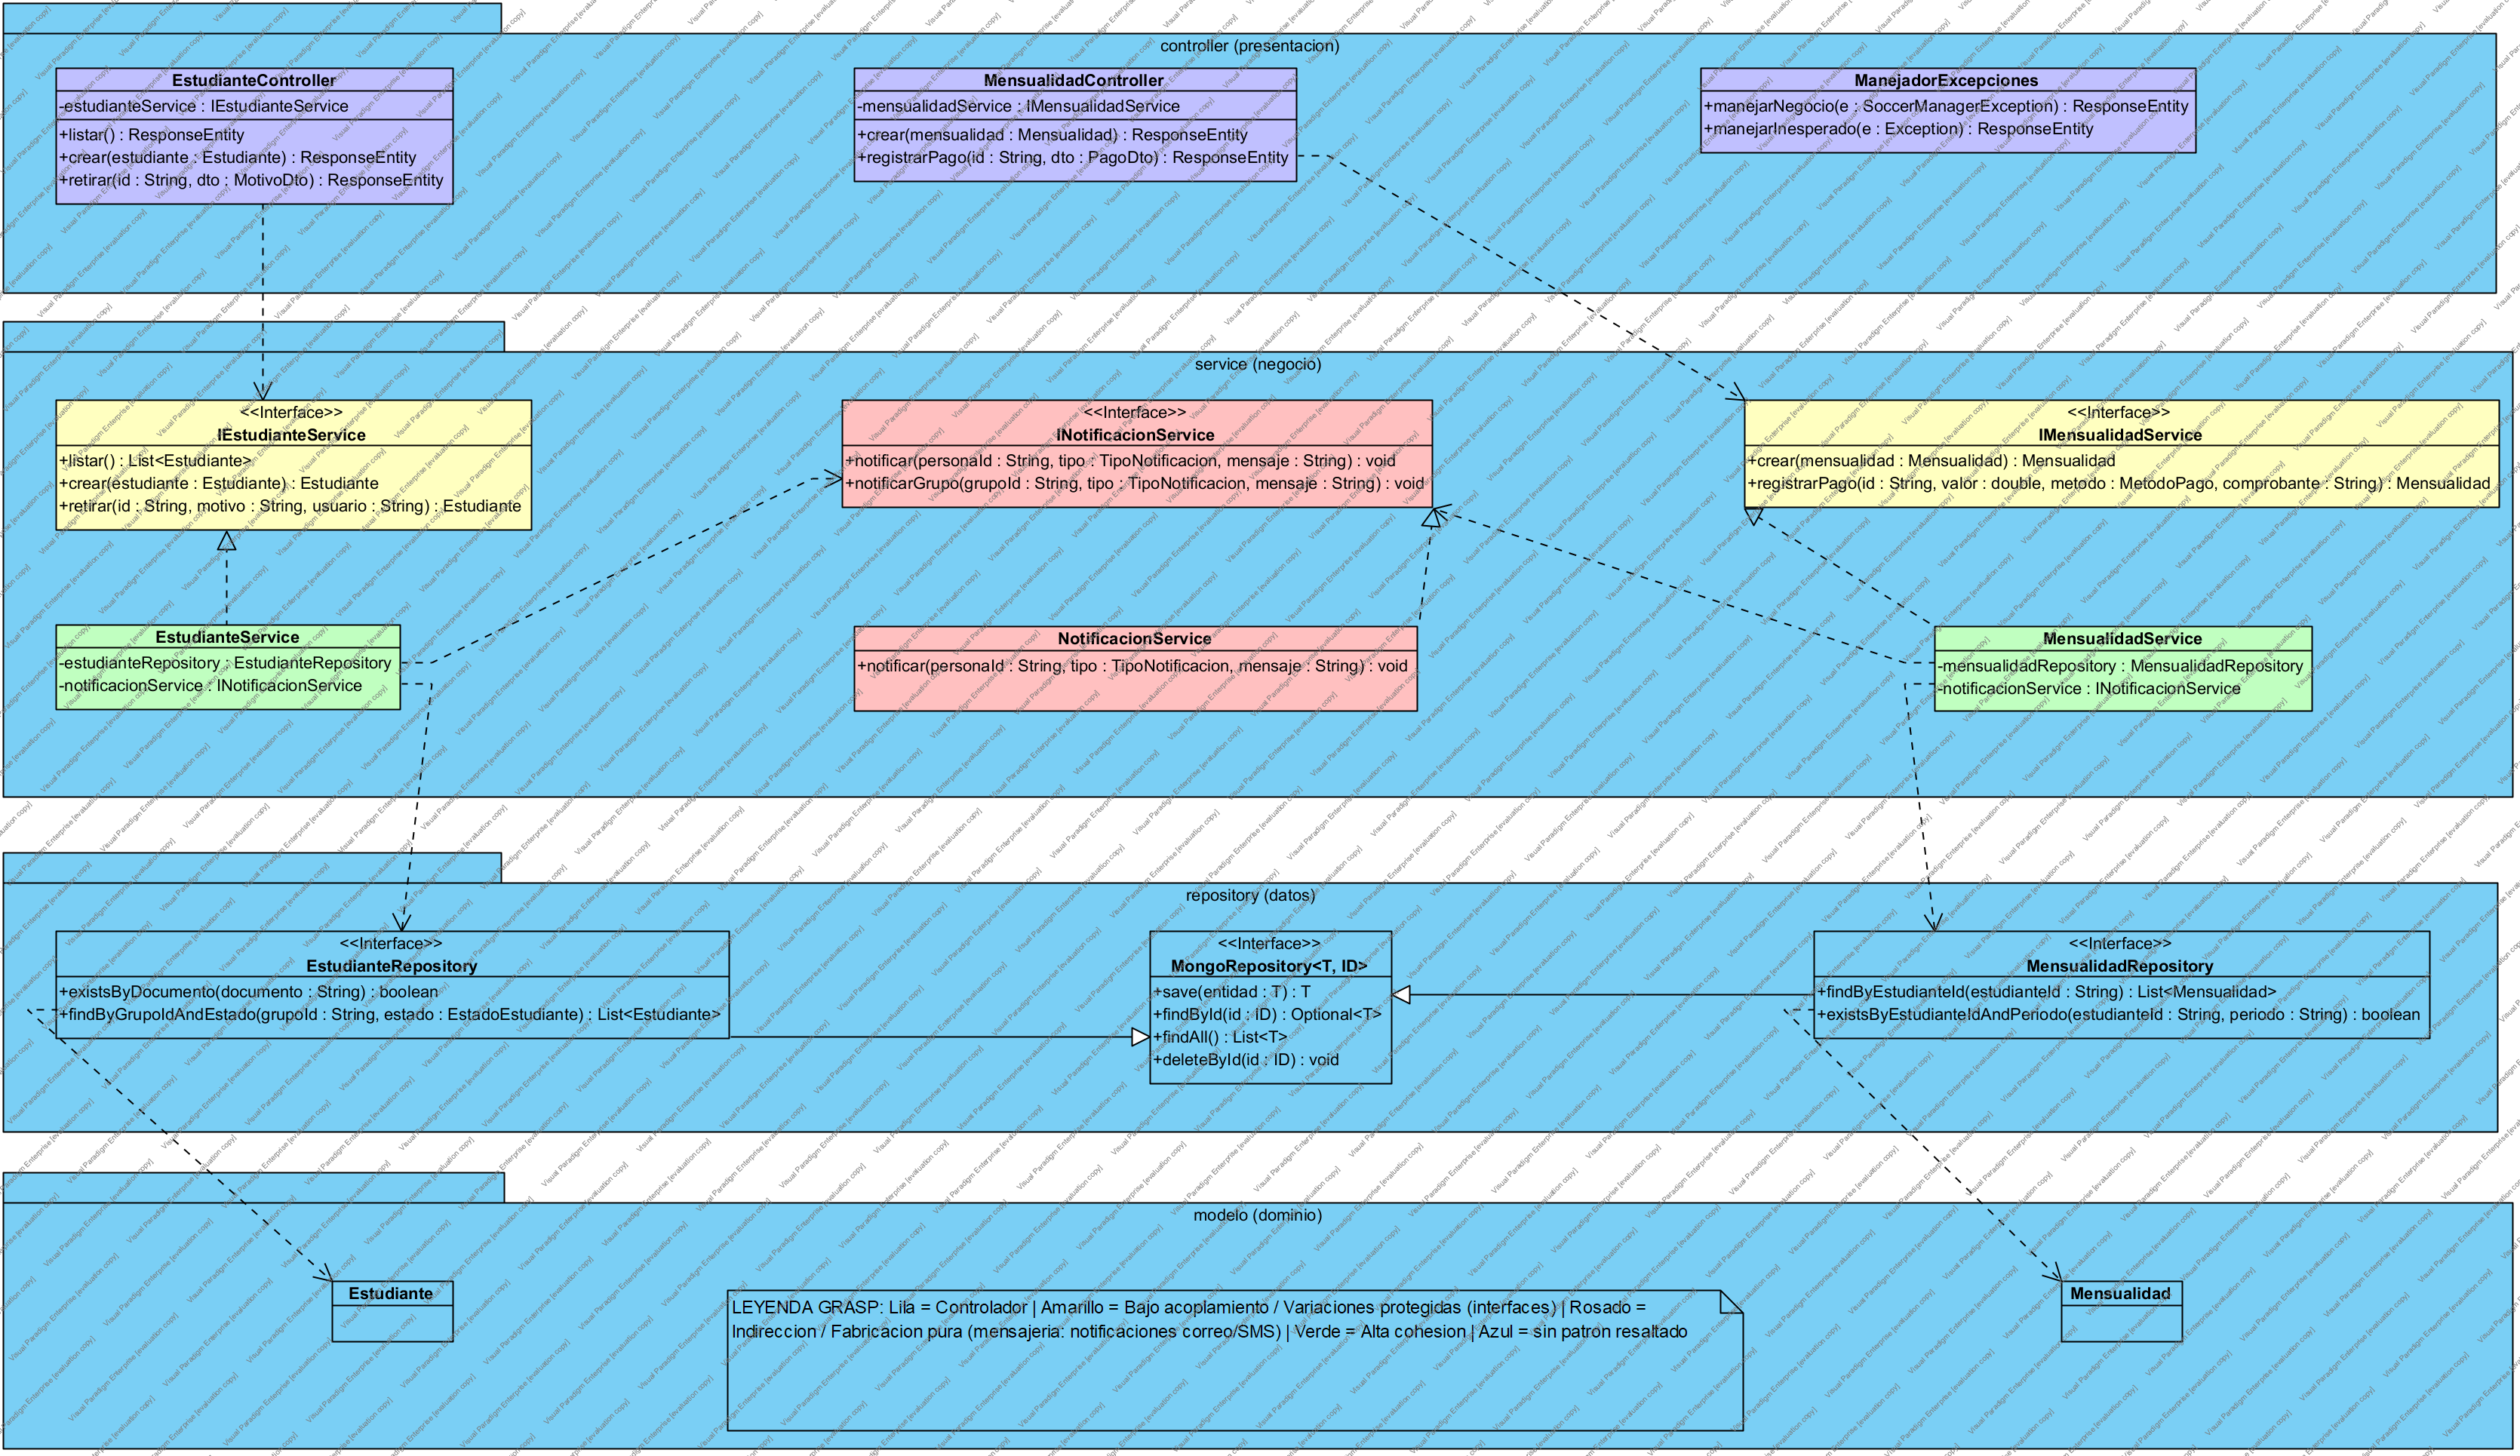 controller (presentacion)
EstudianteController
-estudianteService : IEstudianteService
+listar() : ResponseEntity
+crear(estudiante : Estudiante) : ResponseEntity
+retirar(id : String, dto : MotivoDto) : ResponseEntity
MensualidadController
-mensualidadService : IMensualidadService
+crear(mensualidad : Mensualidad) : ResponseEntity
+registrarPago(id : String, dto : PagoDto) : ResponseEntity
ManejadorExcepciones
+manejarNegocio(e : SoccerManagerException) : ResponseEntity
+manejarInesperado(e : Exception) : ResponseEntity
service (negocio)
<<Interface>>
IEstudianteService
+listar() : List<Estudiante>
+crear(estudiante : Estudiante) : Estudiante
+retirar(id : String, motivo : String, usuario : String) : Estudiante
<<Interface>>
INotificacionService
+notificar(personaId : String, tipo : TipoNotificacion, mensaje : String) : void
+notificarGrupo(grupoId : String, tipo : TipoNotificacion, mensaje : String) : void
<<Interface>>
IMensualidadService
+crear(mensualidad : Mensualidad) : Mensualidad
+registrarPago(id : String, valor : double, metodo : MetodoPago, comprobante : String) : Mensualidad
EstudianteService
-estudianteRepository : EstudianteRepository
-notificacionService : INotificacionService
NotificacionService
+notificar(personaId : String, tipo : TipoNotificacion, mensaje : String) : void
MensualidadService
-mensualidadRepository : MensualidadRepository
-notificacionService : INotificacionService
repository (datos)
<<Interface>>
EstudianteRepository
+existsByDocumento(documento : String) : boolean
+findByGrupoIdAndEstado(grupoId : String, estado : EstadoEstudiante) : List<Estudiante>
<<Interface>>
MongoRepository<T, ID>
+save(entidad : T) : T
+findById(id : ID) : Optional<T>
+findAll() : List<T>
+deleteById(id : ID) : void
<<Interface>>
MensualidadRepository
+findByEstudianteId(estudianteId : String) : List<Mensualidad>
+existsByEstudianteIdAndPeriodo(estudianteId : String, periodo : String) : boolean
modelo (dominio)
Estudiante
LEYENDA GRASP: Lila = Controlador | Amarillo = Bajo acoplamiento / Variaciones protegidas (interfaces) | Rosado =
Indireccion / Fabricacion pura (mensajeria: notificaciones correo/SMS) | Verde = Alta cohesion | Azul = sin patron resaltado
Mensualidad
Visual Paradigm Enterprise [evaluation copy]